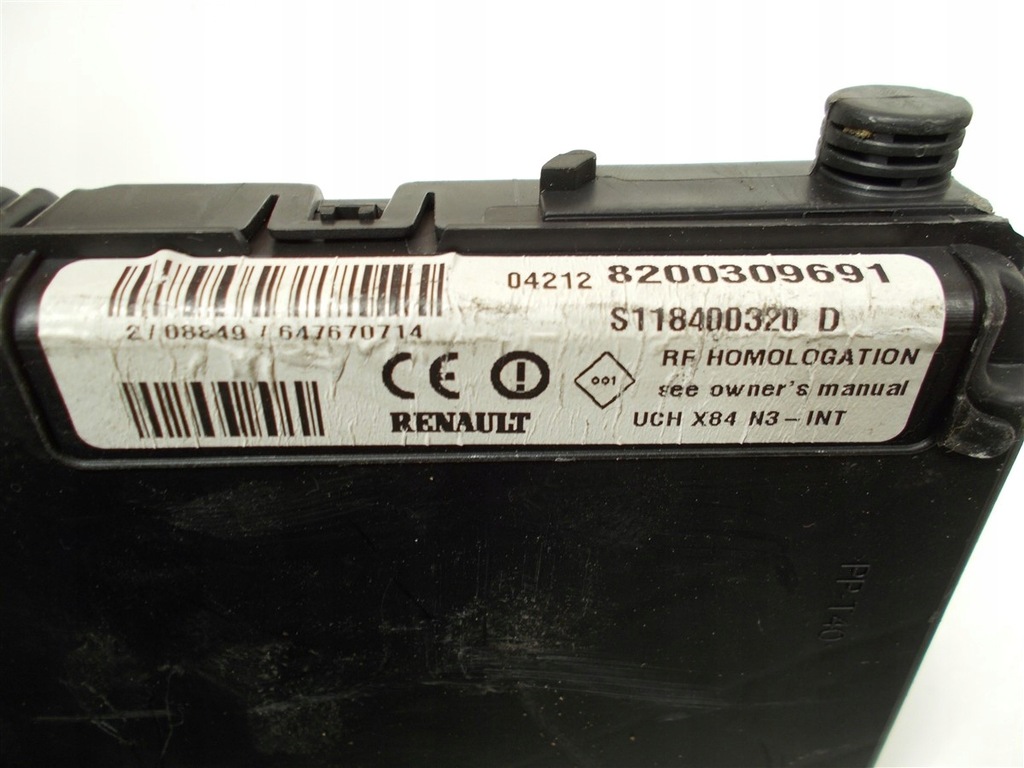 04212 8200309691
2/08849/647670714
S118400320 D
CE
001
RF HOMOLOGATION
see owner's manual
RENAULT
UCH X84 N3-INT
PP-T40